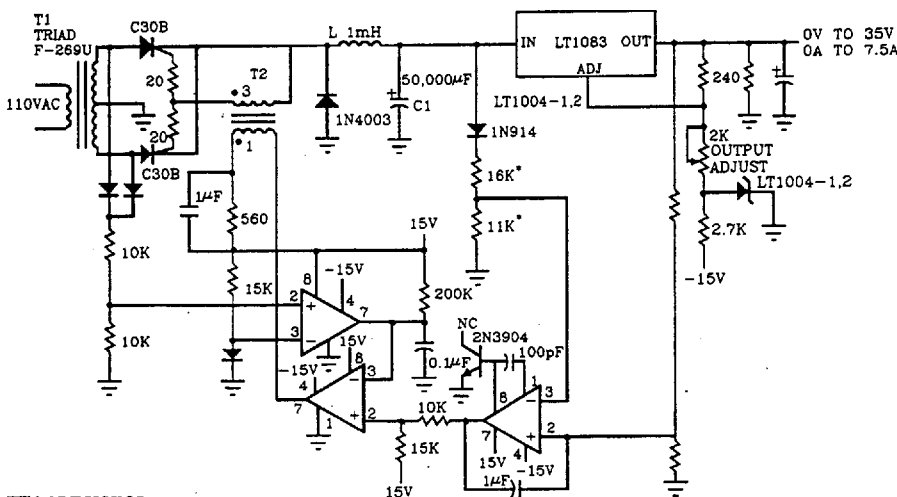 T1
TRIAD
F-269U
C30B
L 1mH
IN LT1083 OUT
ADJ
0V TO 35V
0A TO 7.5A
110VAC
20
T2
3
50,000µF
+
C1
240
+
1N4003
LT1004-1,2
20
1
1N914
2K
OUTPUT
ADJUST
C30B
16K*
LT1004-1,2
1µF
560
11K*
2.7K
15V
-15V
10K
-15V
15K
8
4
200K
2
+
7
NC
2N3904
3
−
15V
0.1µF
100pF
10K
-15V
8
1
4
−
3
8
−
3
7
+
2
10K
7
+
2
1
15K
15V
4
-15V
1µF
15V